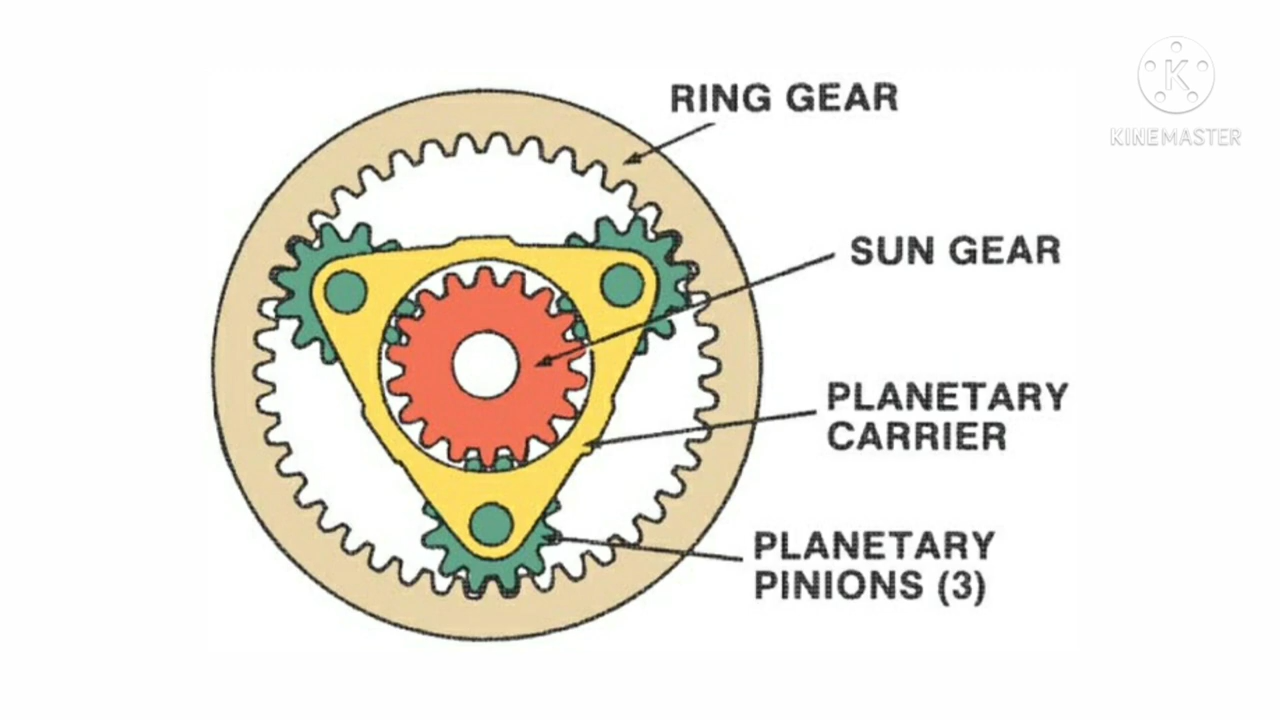 RING GEAR
K
KINEMASTER
SUN GEAR
PLANETARY
CARRIER
PLANETARY
PINIONS (3)